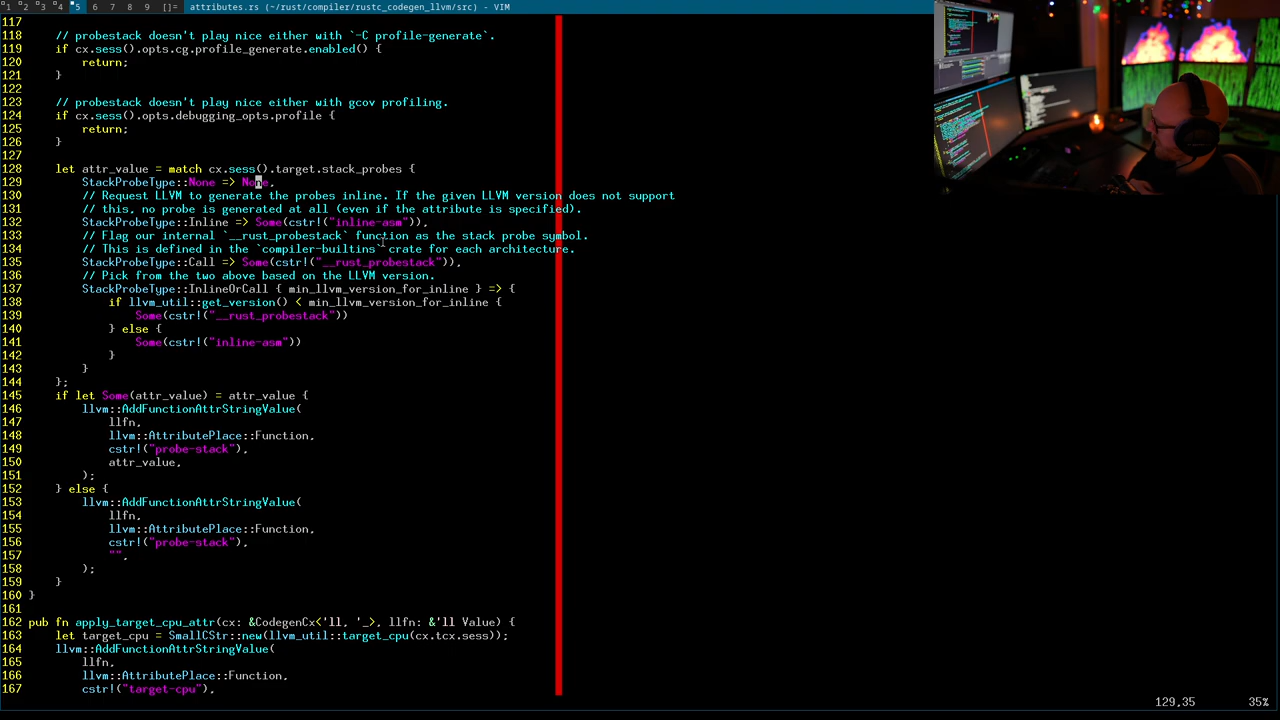 1 2 3 4 5 6 7 8 9 []= attributes.rs (~/rust/compiler/rustc_codegen_llvm/src) - VIM
117
118     // probestack doesn't play nice either with `-C profile-generate`.
119     if cx.sess().opts.cg.profile_generate.enabled() {
120         return;
121     }
122
123     // probestack doesn't play nice either with gcov profiling.
124     if cx.sess().opts.debugging_opts.profile {
125         return;
126     }
127
128     let attr_value = match cx.sess().target.stack_probes {
129         StackProbeType::None => None,
130         // Request LLVM to generate the probes inline. If the given LLVM version does not support
131         // this, no probe is generated at all (even if the attribute is specified).
132         StackProbeType::Inline => Some(cstr!("inline-asm")),
133         // Flag our internal `__rust_probestack` function as the stack probe symbol.
134         // This is defined in the `compiler-builtins` crate for each architecture.
135         StackProbeType::Call => Some(cstr!("__rust_probestack")),
136         // Pick from the two above based on the LLVM version.
137         StackProbeType::InlineOrCall { min_llvm_version_for_inline } => {
138             if llvm_util::get_version() < min_llvm_version_for_inline {
139                 Some(cstr!("__rust_probestack"))
140             } else {
141                 Some(cstr!("inline-asm"))
142             }
143         }
144     };
145     if let Some(attr_value) = attr_value {
146         llvm::AddFunctionAttrStringValue(
147             llfn,
148             llvm::AttributePlace::Function,
149             cstr!("probe-stack"),
150             attr_value,
151         );
152     } else {
153         llvm::AddFunctionAttrStringValue(
154             llfn,
155             llvm::AttributePlace::Function,
156             cstr!("probe-stack"),
157             "",
158         );
159     }
160 }
161
162 pub fn apply_target_cpu_attr(cx: &CodegenCx<'ll, '_>, llfn: &'ll Value) {
163     let target_cpu = SmallCStr::new(llvm_util::target_cpu(cx.tcx.sess));
164     llvm::AddFunctionAttrStringValue(
165         llfn,
166         llvm::AttributePlace::Function,
167         cstr!("target-cpu"),
129,35 35%